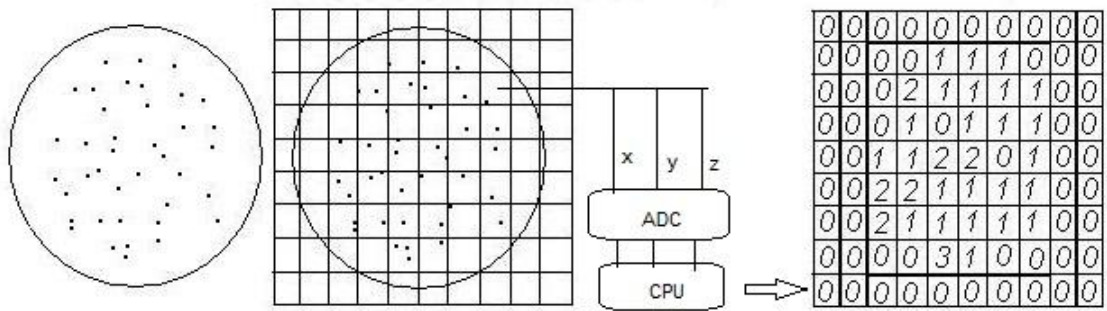 x y z
ADC
CPU
0 0 0 0 0 0 0 0 0 0
0 0 0 0 1 1 1 0 0 0
0 0 0 2 1 1 1 1 0 0
0 0 0 1 0 1 1 1 0 0
0 0 1 1 2 2 0 1 0 0
0 0 2 2 1 1 1 1 0 0
0 0 2 1 1 1 1 1 0 0
0 0 0 0 3 1 0 0 0 0
0 0 0 0 0 0 0 0 0 0